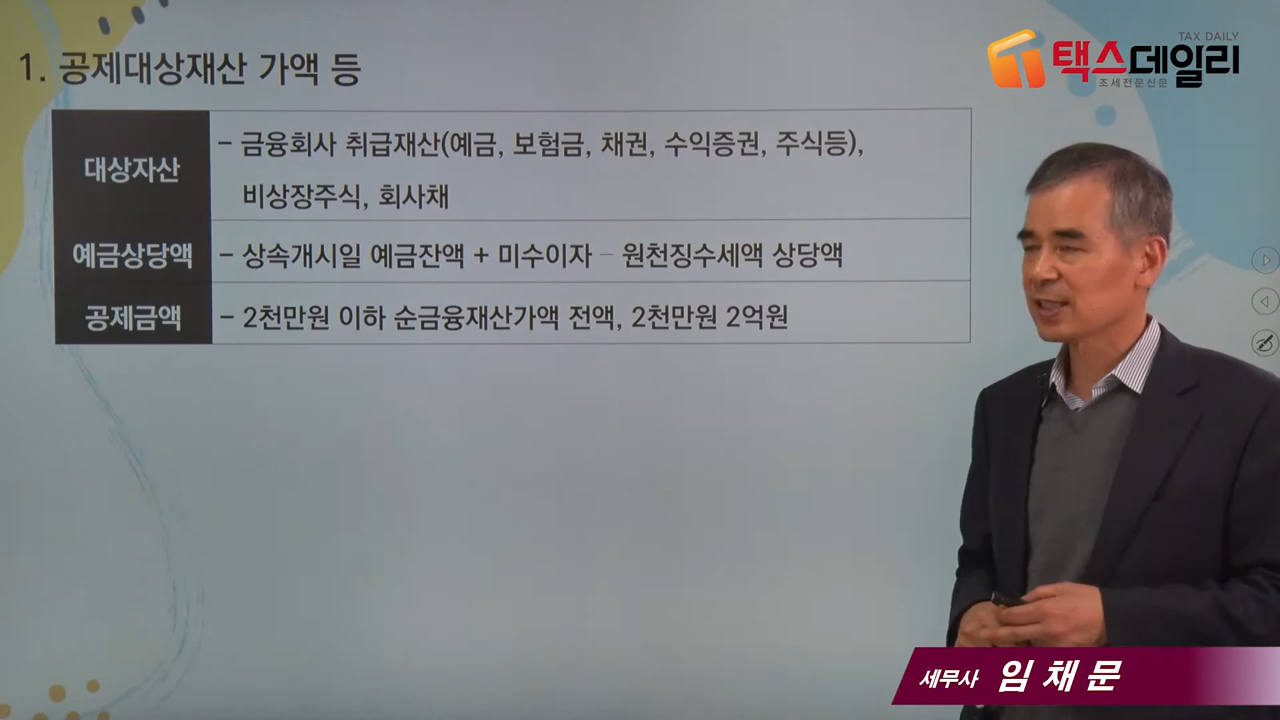 1. 공제대상재산 가액 등
TAX DAILY
택스데일리
조세전문신문
대상자산
- 금융회사 취급재산(예금, 보험금, 채권, 수익증권, 주식등),
비상장주식, 회사채
예금상당액
- 상속개시일 예금잔액 + 미수이자 – 원천징수세액 상당액
공제금액
- 2천만원 이하 순금융재산가액 전액, 2천만원 2억원
세무사 임채문